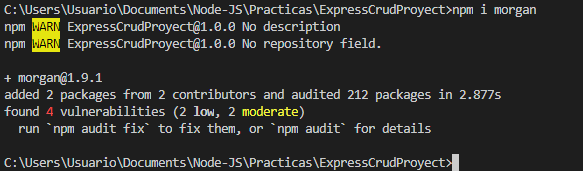 C:\Users\Usuario\Documents\Node-JS\Practicas\ExpressCrudProyect>npm i morgan
npm WARN ExpressCrudProyect@1.0.0 No description
npm WARN ExpressCrudProyect@1.0.0 No repository field.
+ morgan@1.9.1
added 2 packages from 2 contributors and audited 212 packages in 2.877s
found 4 vulnerabilities (2 low, 2 moderate)
run `npm audit fix` to fix them, or `npm audit` for details
C:\Users\Usuario\Documents\Node-JS\Practicas\ExpressCrudProyect>